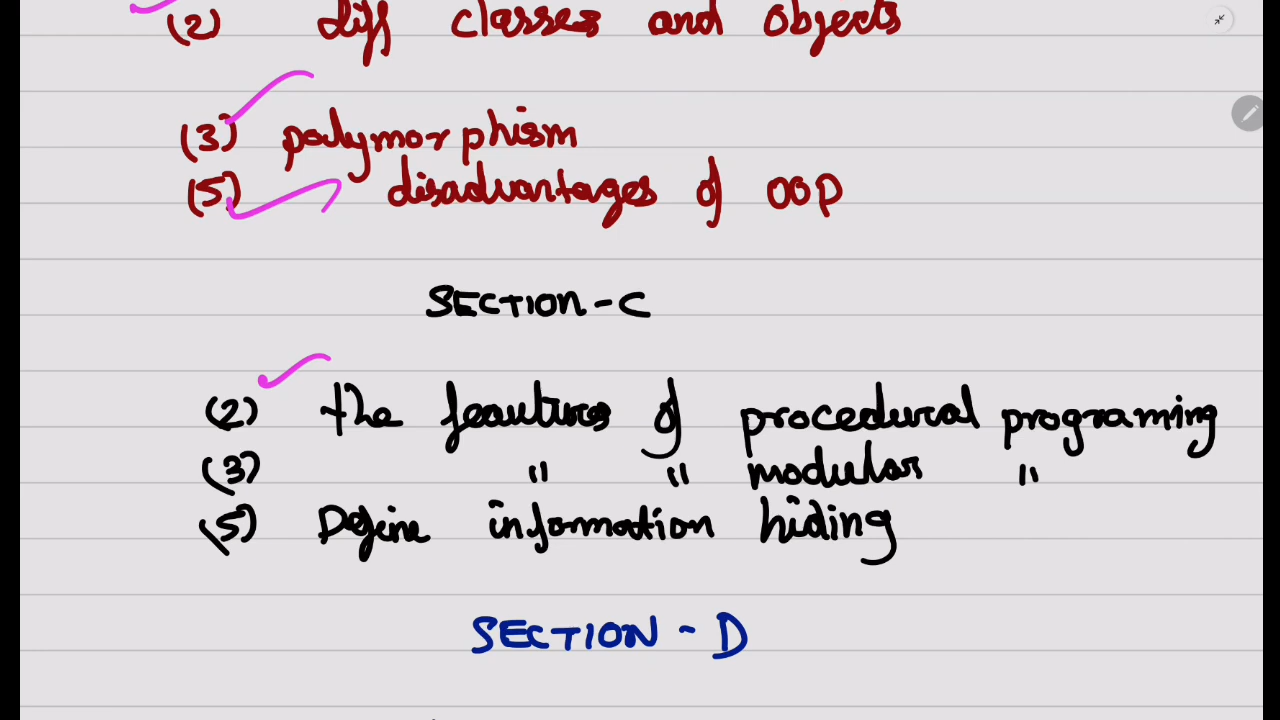 (2) diff classes and objects
(3) polymorphism
(5) disadvantages of OOP
SECTION - C
(2) the feautures of procedural programing
(3) " " modular "
(5) Define information hiding
SECTION - D